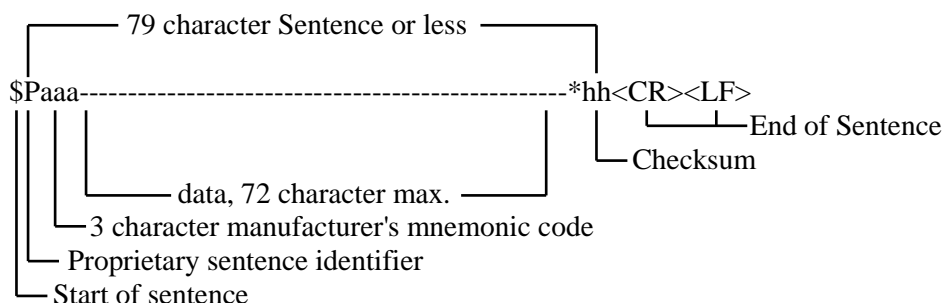 79 character Sentence or less
$Paaa-------------------------------------------------------*hh<CR><LF>
End of Sentence
Checksum
data, 72 character max.
3 character manufacturer's mnemonic code
Proprietary sentence identifier
Start of sentence